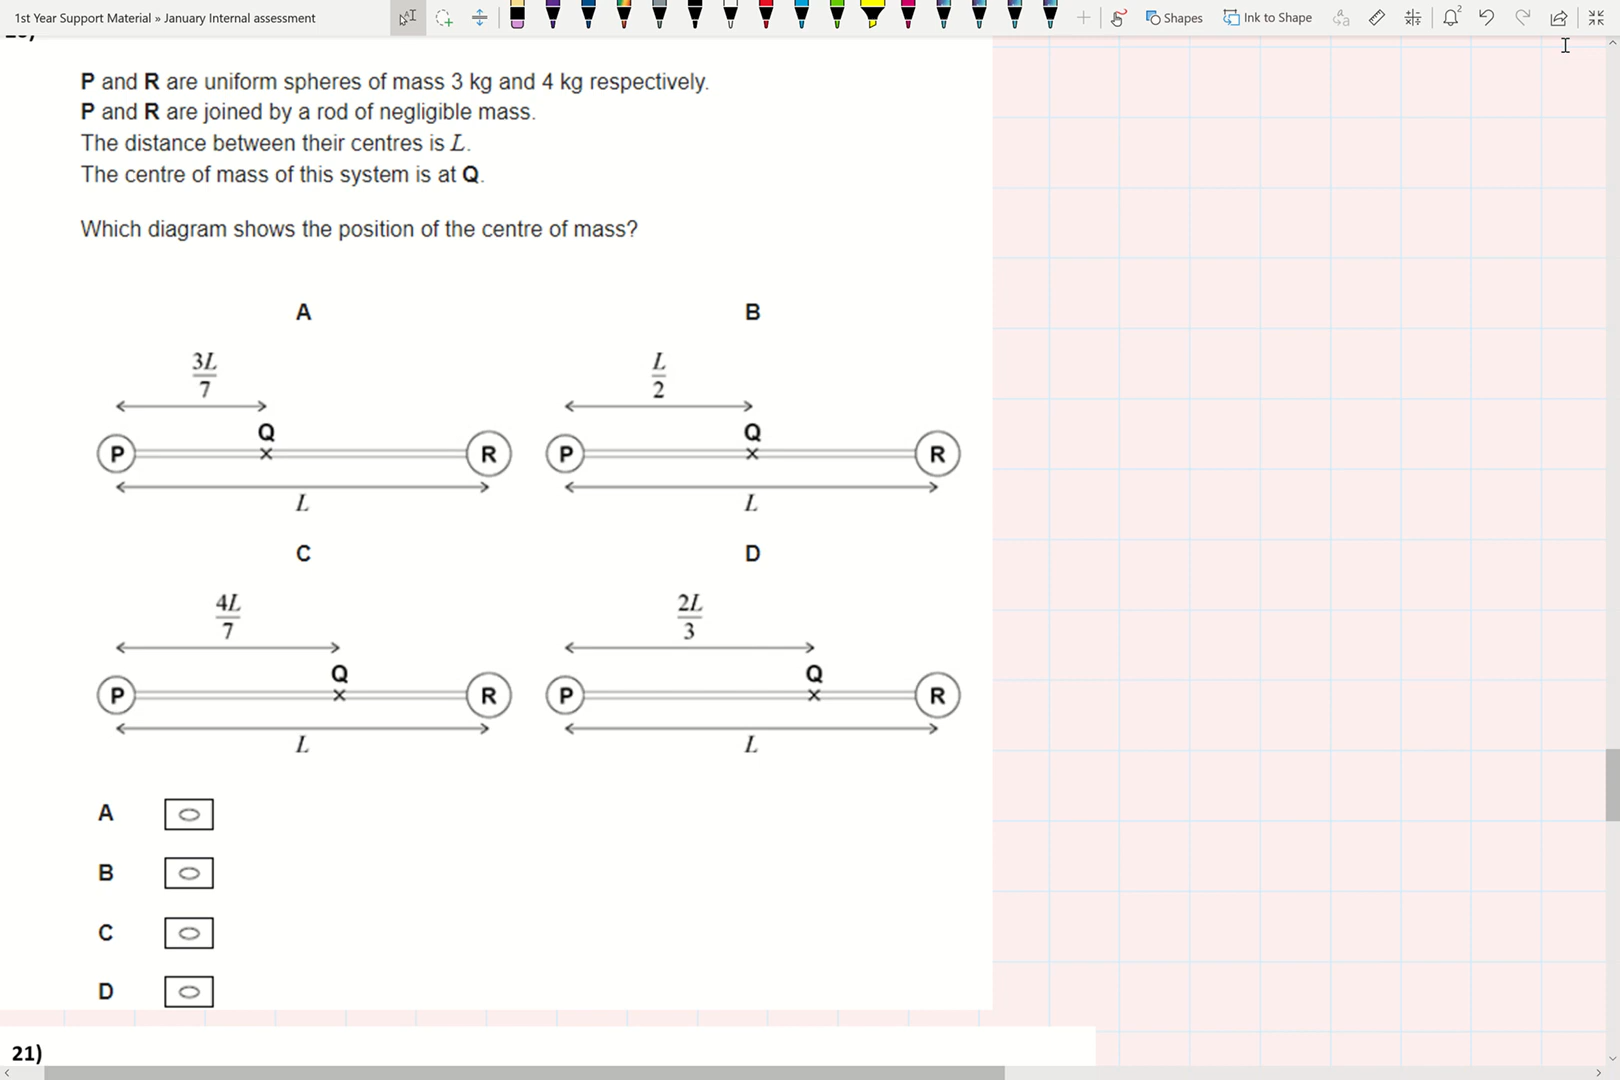 1st Year Support Material » January Internal assessment
Shapes
Ink to Shape
2
P and R are uniform spheres of mass 3 kg and 4 kg respectively.
P and R are joined by a rod of negligible mass.
The distance between their centres is L.
The centre of mass of this system is at Q.
Which diagram shows the position of the centre of mass?
A
B
3L
7
L
2
Q
Q
P
R
P
R
L
L
C
D
4L
7
2L
3
Q
Q
P
R
P
R
L
L
A
B
C
D
21)